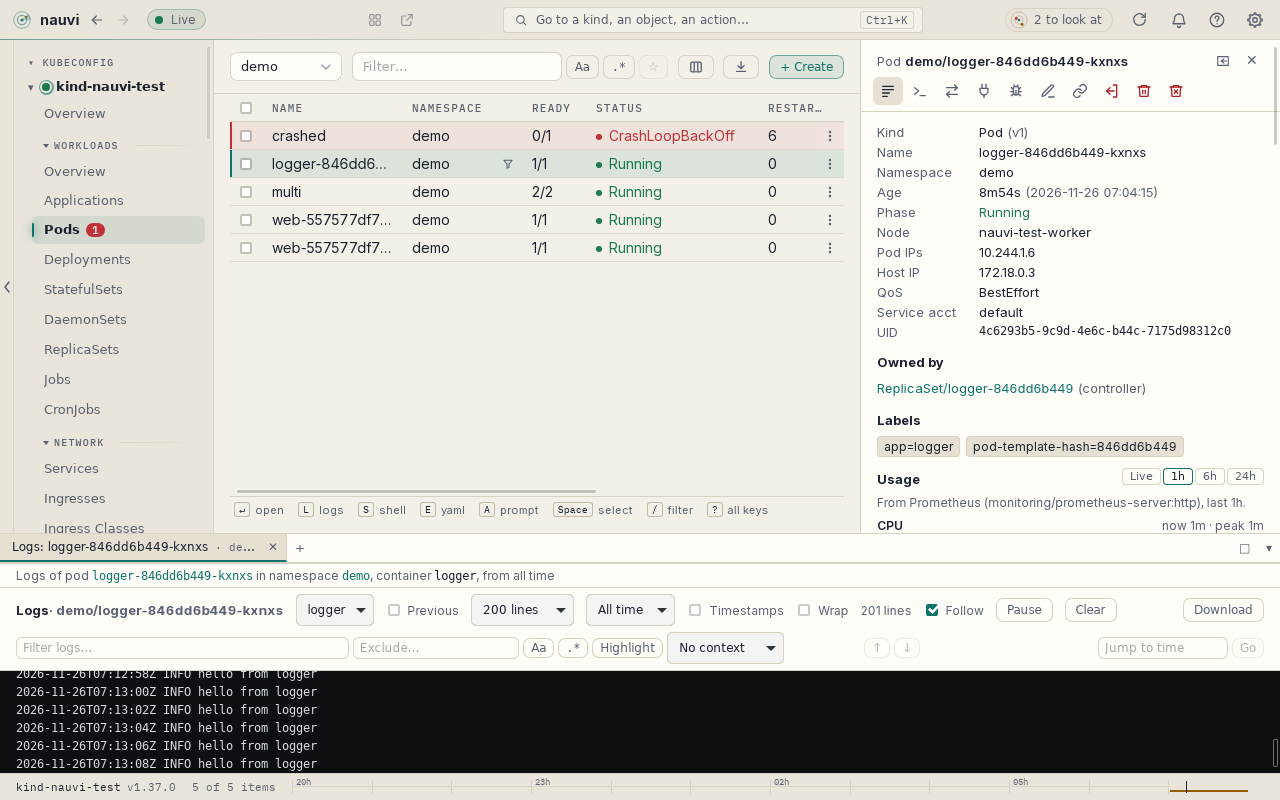 nauvi
Live
Go to a kind, an object, an action…
Ctrl+K
2 to look at
KUBECONFIG
kind-nauvi-test
Overview
WORKLOADS
Overview
Applications
Pods 1
Deployments
StatefulSets
DaemonSets
ReplicaSets
Jobs
CronJobs
NETWORK
Services
Ingresses
Ingress Classes
demo
Filter…
Aa
.*
+ Create
NAME NAMESPACE READY STATUS RESTAR…
crashed demo 0/1 CrashLoopBackOff 6
logger-846dd6… demo 1/1 Running 0
multi demo 2/2 Running 0
web-557577df7… demo 1/1 Running 0
web-557577df7… demo 1/1 Running 0
↵ open L logs S shell E yaml A prompt Space select / filter ? all keys
Pod demo/logger-846dd6b449-kxnxs
Kind Pod (v1)
Name logger-846dd6b449-kxnxs
Namespace demo
Age 8m54s (2026-11-26 07:04:15)
Phase Running
Node nauvi-test-worker
Pod IPs 10.244.1.6
Host IP 172.18.0.3
QoS BestEffort
Service acct default
UID 4c6293b5-9c9d-4e6c-b44c-7175d98312c0
Owned by
ReplicaSet/logger-846dd6b449 (controller)
Labels
app=logger pod-template-hash=846dd6b449
Usage Live 1h 6h 24h
From Prometheus (monitoring/prometheus-server:http), last 1h.
CPU now 1m · peak 1m
Logs: logger-846dd6b449-kxnxs · de…
Logs of pod logger-846dd6b449-kxnxs in namespace demo, container logger, from all time
Logs · demo/logger-846dd6b449-kxnxs logger Previous 200 lines All time Timestamps Wrap 201 lines Follow Pause Clear Download
Filter logs… Exclude… Aa .* Highlight No context ↑ ↓ Jump to time Go
2026-11-26T07:12:58Z INFO hello from logger
2026-11-26T07:13:00Z INFO hello from logger
2026-11-26T07:13:02Z INFO hello from logger
2026-11-26T07:13:04Z INFO hello from logger
2026-11-26T07:13:06Z INFO hello from logger
2026-11-26T07:13:08Z INFO hello from logger
kind-nauvi-test v1.37.0 5 of 5 items 20h 23h 02h 05h